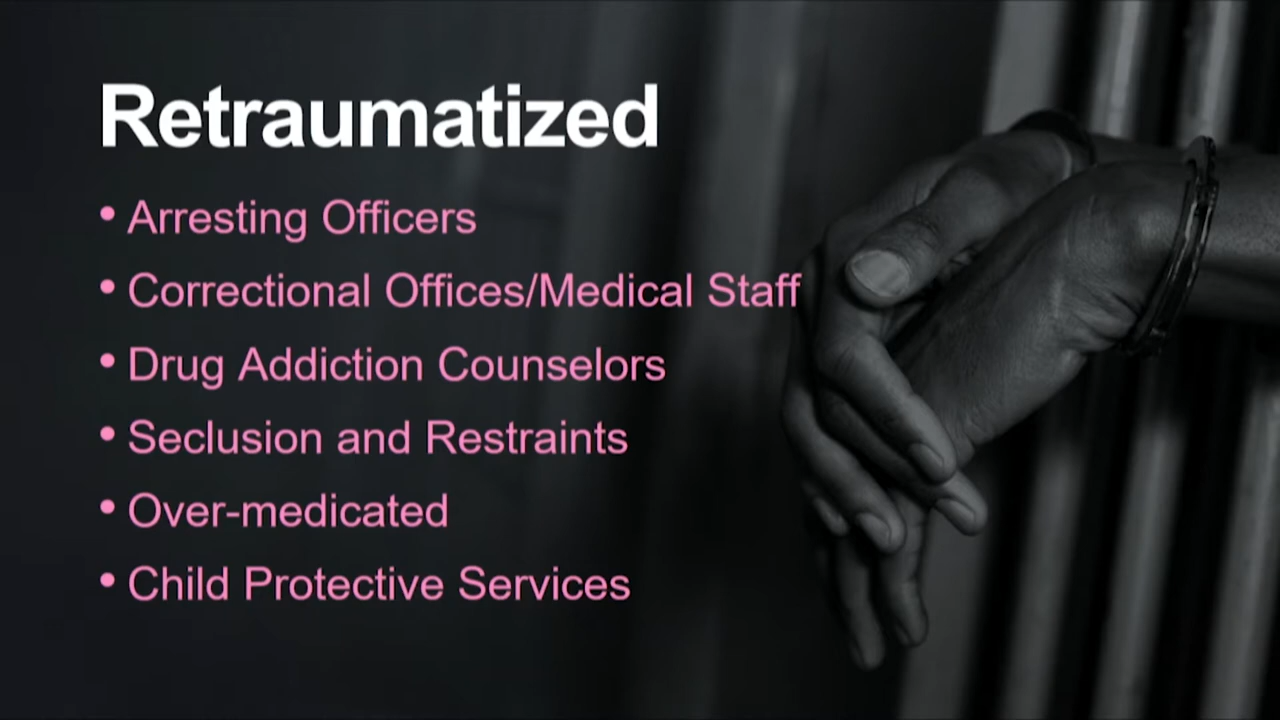 Retraumatized
• Arresting Officers
• Correctional Offices/Medical Staff
• Drug Addiction Counselors
• Seclusion and Restraints
• Over-medicated
• Child Protective Services